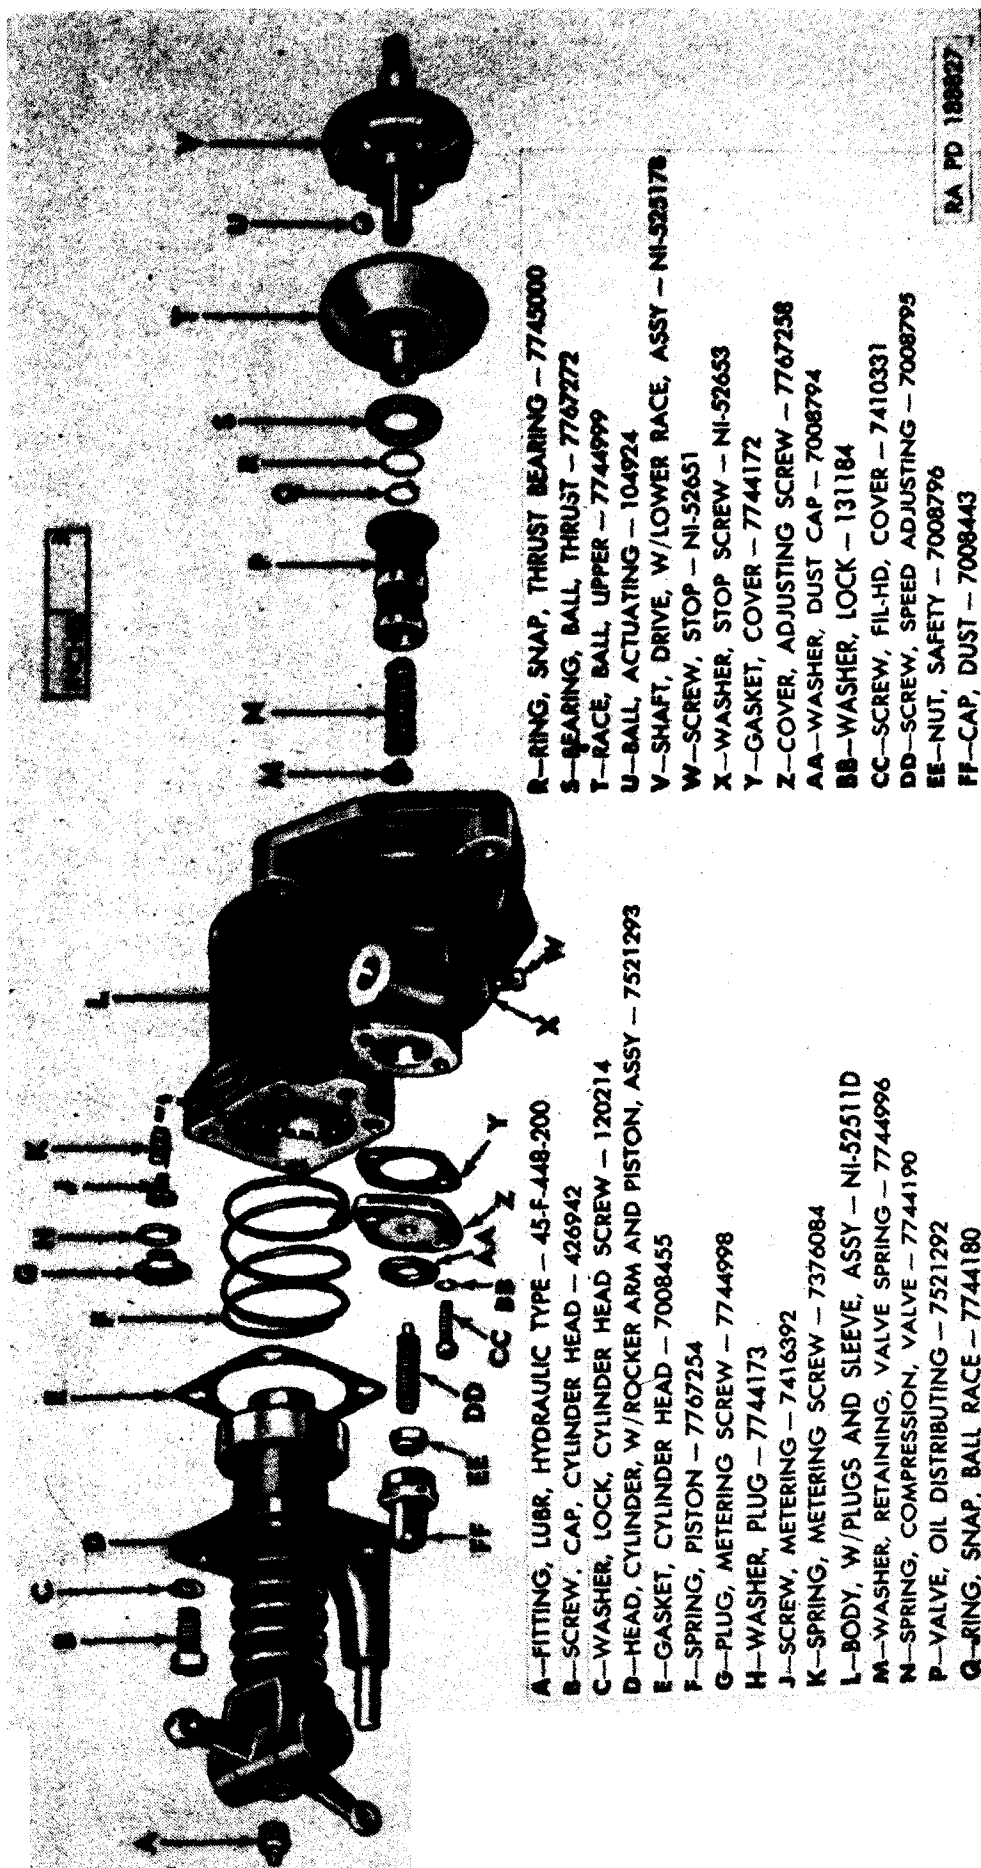 A
B
C
D
E
F
G
H
J
K
L
M
N
P
Q
R
S
T
U
V
W
X
Y
Z
AA
BB
CC
DD
EE
FF
A—FITTING, LUBR, HYDRAULIC TYPE — 45-F-448-200
B—SCREW, CAP, CYLINDER HEAD — 426942
C—WASHER, LOCK, CYLINDER HEAD SCREW — 120214
D—HEAD, CYLINDER, W/ROCKER ARM AND PISTON, ASSY — 7521293
E—GASKET, CYLINDER HEAD — 7008455
F—SPRING, PISTON — 7767254
G—PLUG, METERING SCREW — 7744998
H—WASHER, PLUG — 7744173
J—SCREW, METERING — 7416392
K—SPRING, METERING SCREW — 7376084
L—BODY, W/PLUGS AND SLEEVE, ASSY — NI-52511D
M—WASHER, RETAINING, VALVE SPRING — 7744996
N—SPRING, COMPRESSION, VALVE — 7744190
P—VALVE, OIL DISTRIBUTING — 7521292
Q—RING, SNAP, BALL RACE — 7744180
R—RING, SNAP, THRUST BEARING — 7745000
S—BEARING, BALL, THRUST — 7767272
T—RACE, BALL, UPPER — 7744999
U—BALL, ACTUATING — 104924
V—SHAFT, DRIVE, W/LOWER RACE, ASSY — NI-52517B
W—SCREW, STOP — NI-52651
X—WASHER, STOP SCREW — NI-52653
Y—GASKET, COVER — 7744172
Z—COVER, ADJUSTING SCREW — 7767258
AA—WASHER, DUST CAP — 7008794
BB—WASHER, LOCK — 131184
CC—SCREW, FIL-HD, COVER — 7410331
DD—SCREW, SPEED ADJUSTING — 7008795
EE—NUT, SAFETY — 7008796
FF—CAP, DUST — 7008443
RA PD 188827